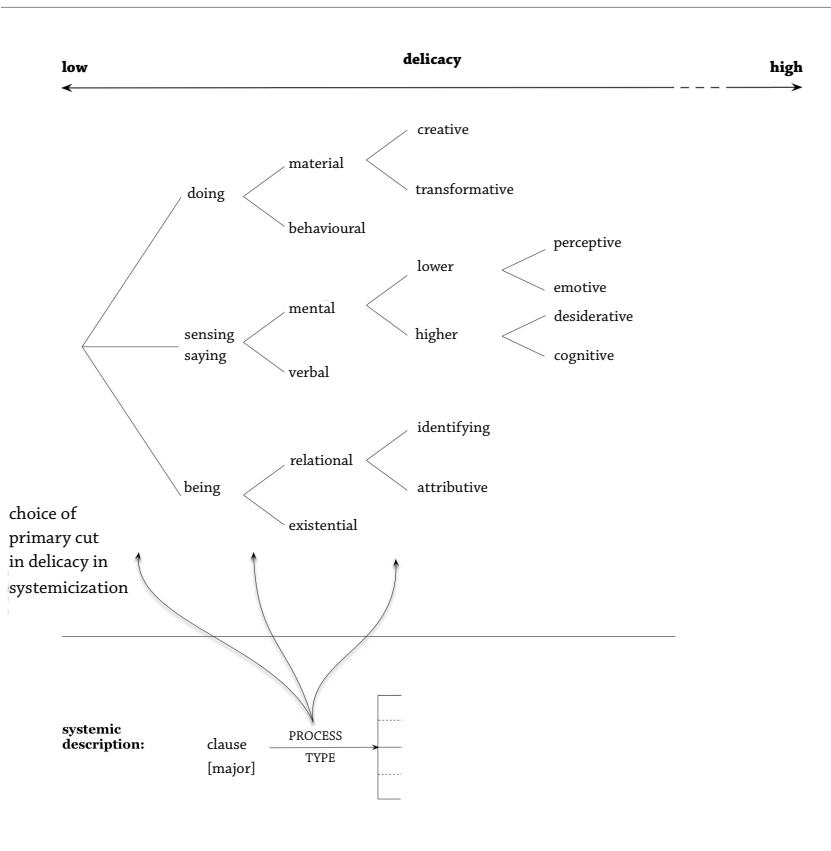 delicacy
low
high
creative
material
transformative
doing
behavioural
perceptive
lower
emotive
mental
desiderative
sensing
saying
higher
cognitive
verbal
identifying
relational
being
attributive
existential
choice of
primary cut
in delicacy in
systemicization
systemic
description:
clause
[major]
PROCESS
TYPE